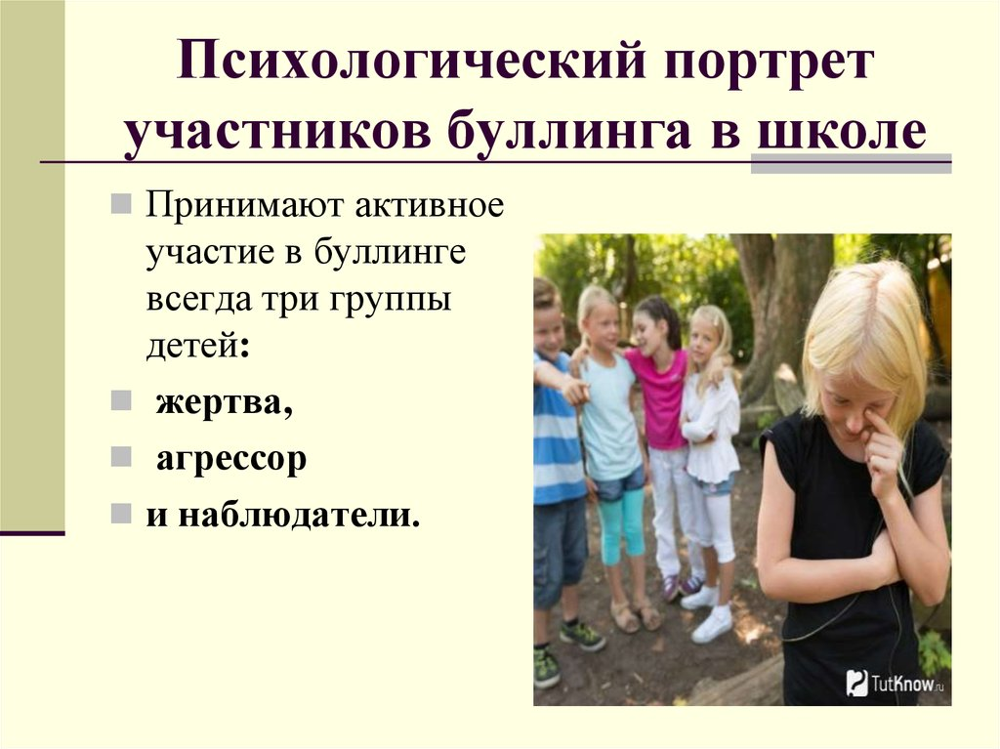 Психологический портрет
участников буллинга в школе
Принимают активное
участие в буллинге
всегда три группы
детей:
жертва,
агрессор
и наблюдатели.
TutKnow.ru